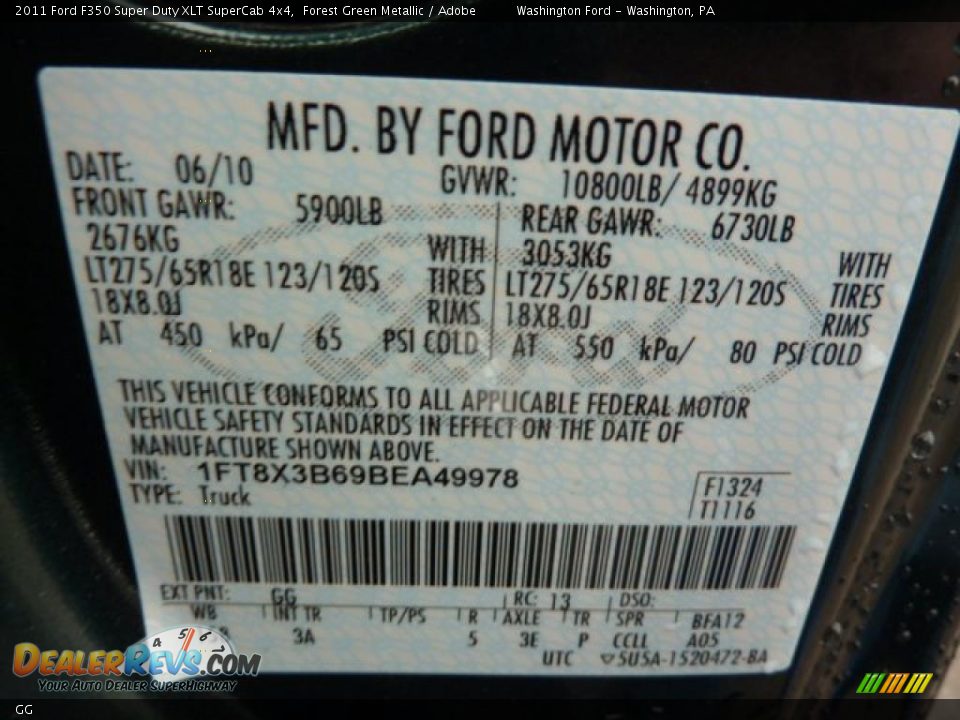 2011 Ford F350 Super Duty XLT SuperCab 4x4, Forest Green Metallic / Adobe Washington Ford - Washington, PA
MFD. BY FORD MOTOR CO.
DATE: 06/10 GVWR: 10800LB/ 4899KG
FRONT GAWR: 5900LB REAR GAWR: 6730LB
2676KG WITH 3053KG WITH
LT275/65R18E 123/120S TIRES LT275/65R18E 123/120S TIRES
18X8.0J RIMS 18X8.0J RIMS
AT 450 kPa/ 65 PSI COLD AT 550 kPa/ 80 PSI COLD
THIS VEHICLE CONFORMS TO ALL APPLICABLE FEDERAL MOTOR
VEHICLE SAFETY STANDARDS IN EFFECT ON THE DATE OF
MANUFACTURE SHOWN ABOVE.
VIN: 1FT8X3B69BEA49978
TYPE: Truck
F1324
T1116
EXT PNT: GG RC: 13 DSO:
WB INT TR TP/PS R AXLE TR SPR BFA12
3A 5 3E P CCLL A05
UTC 5U5A-1520472-BA
4 5 6
DEALERREVS.COM
YOUR AUTO DEALER SUPERHIGHWAY
GG